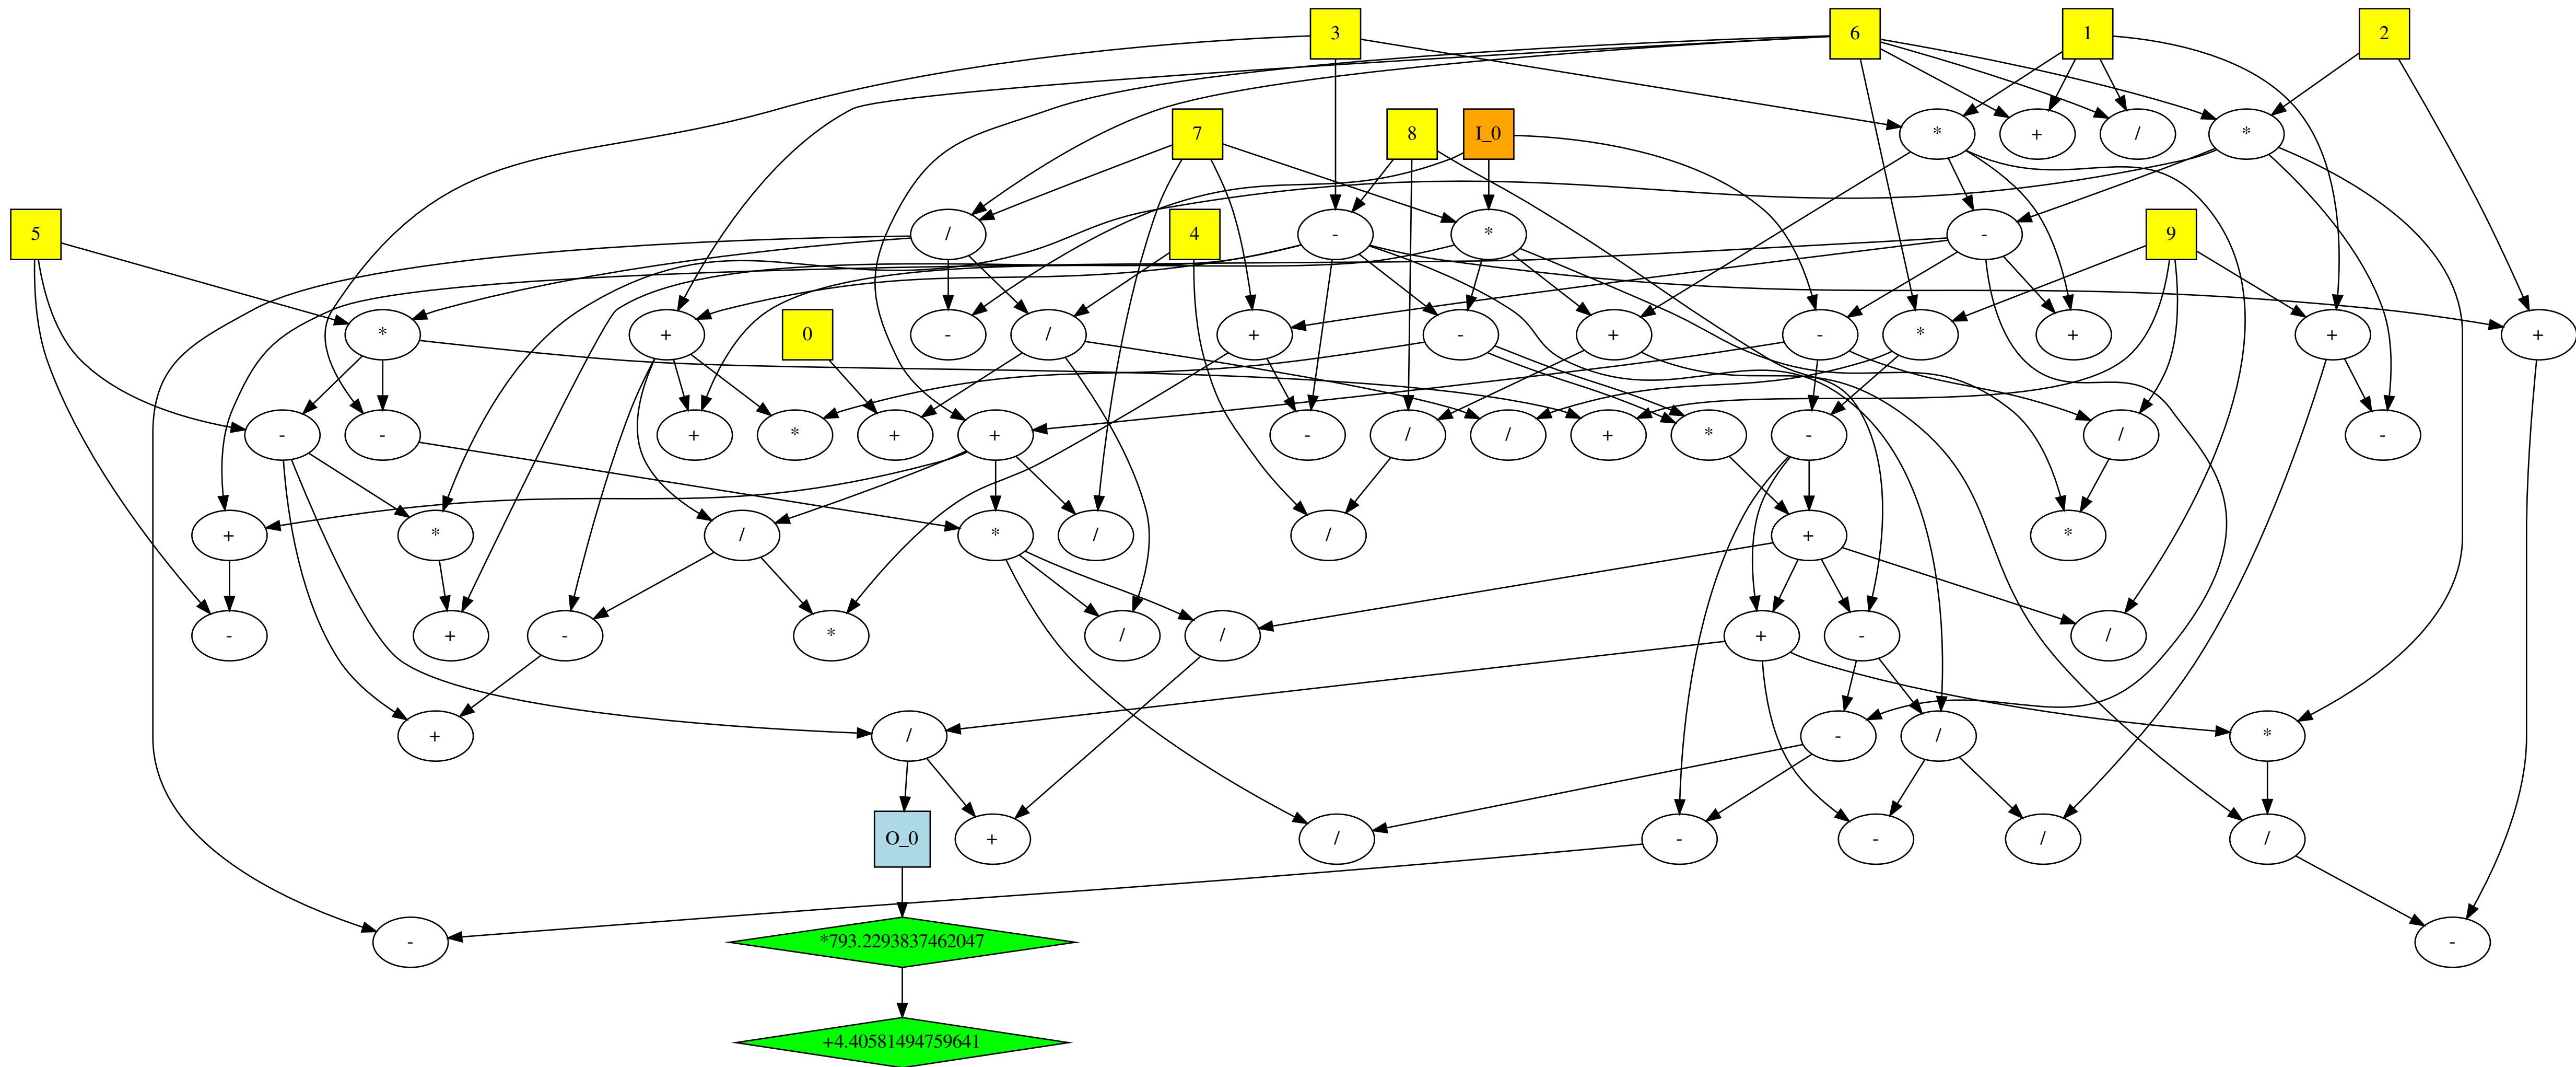 3 6 1 2
7 8 I_0 * + / *
5 / 4 - * - 9
* + 0 - / + - + - * + + +
- - + * + + - / / + * - / -
+ * / * / / + *
- + - * / / + - /
+ / - / *
O_0 + / - - / /
- *793.2293837462047 -
+4.40581494759641